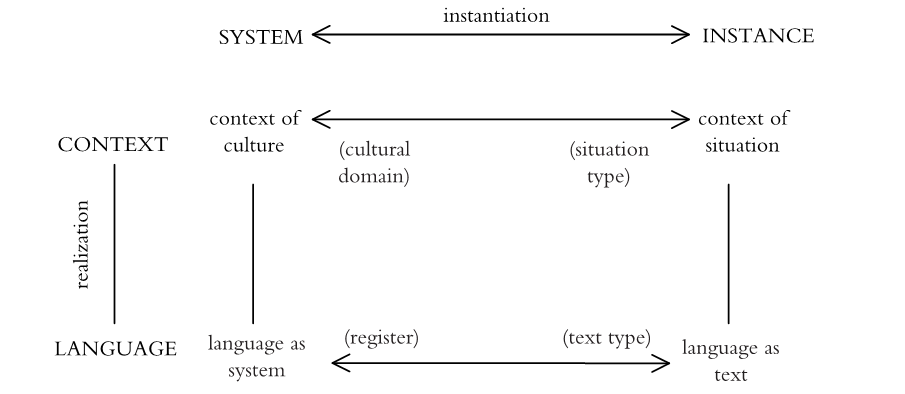 instantiation
SYSTEM INSTANCE
context of
culture
context of
situation
CONTEXT
(cultural
domain)
(situation
type)
realization
LANGUAGE
language as
system
(register)
(text type)
language as
text